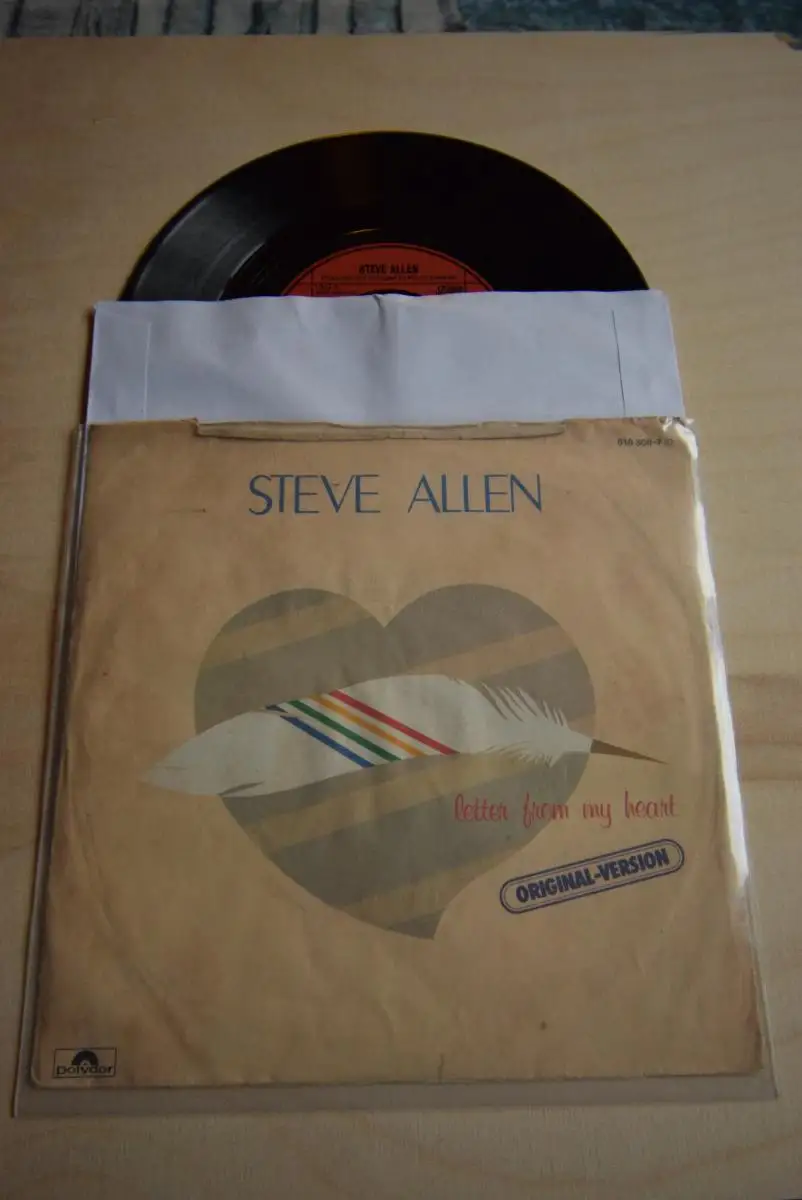 STEVE ALLEN
STEVE ALLEN
letter from my heart
ORIGINAL-VERSION
polydor